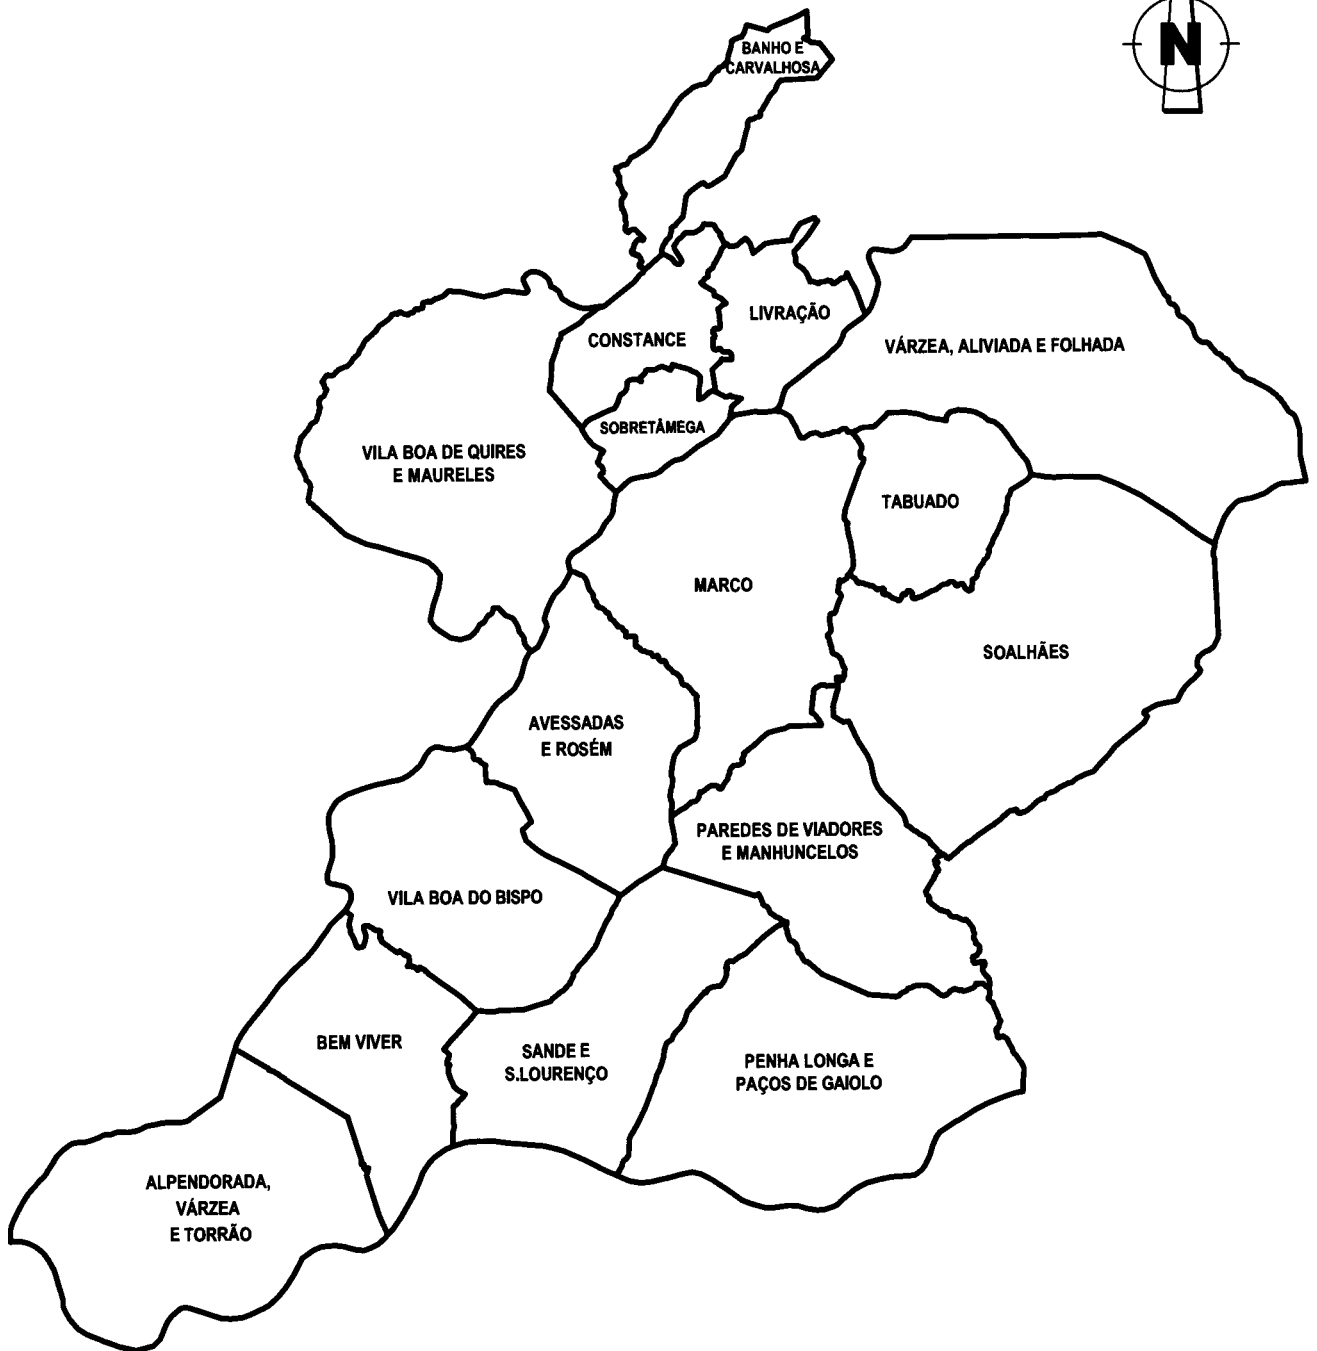 BANHO E
CARVALHOSA
N
LIVRAÇÃO
CONSTANCE
VÁRZEA, ALIVIADA E FOLHADA
SOBRETÂMEGA
VILA BOA DE QUIRES
E MAURELES
TABUADO
MARCO
SOALHÃES
AVESSADAS
E ROSÉM
PAREDES DE VIADORES
E MANHUNCELOS
VILA BOA DO BISPO
BEM VIVER
SANDE E
S.LOURENÇO
PENHA LONGA E
PAÇOS DE GAIOLO
ALPENDORADA,
VÁRZEA
E TORRÃO